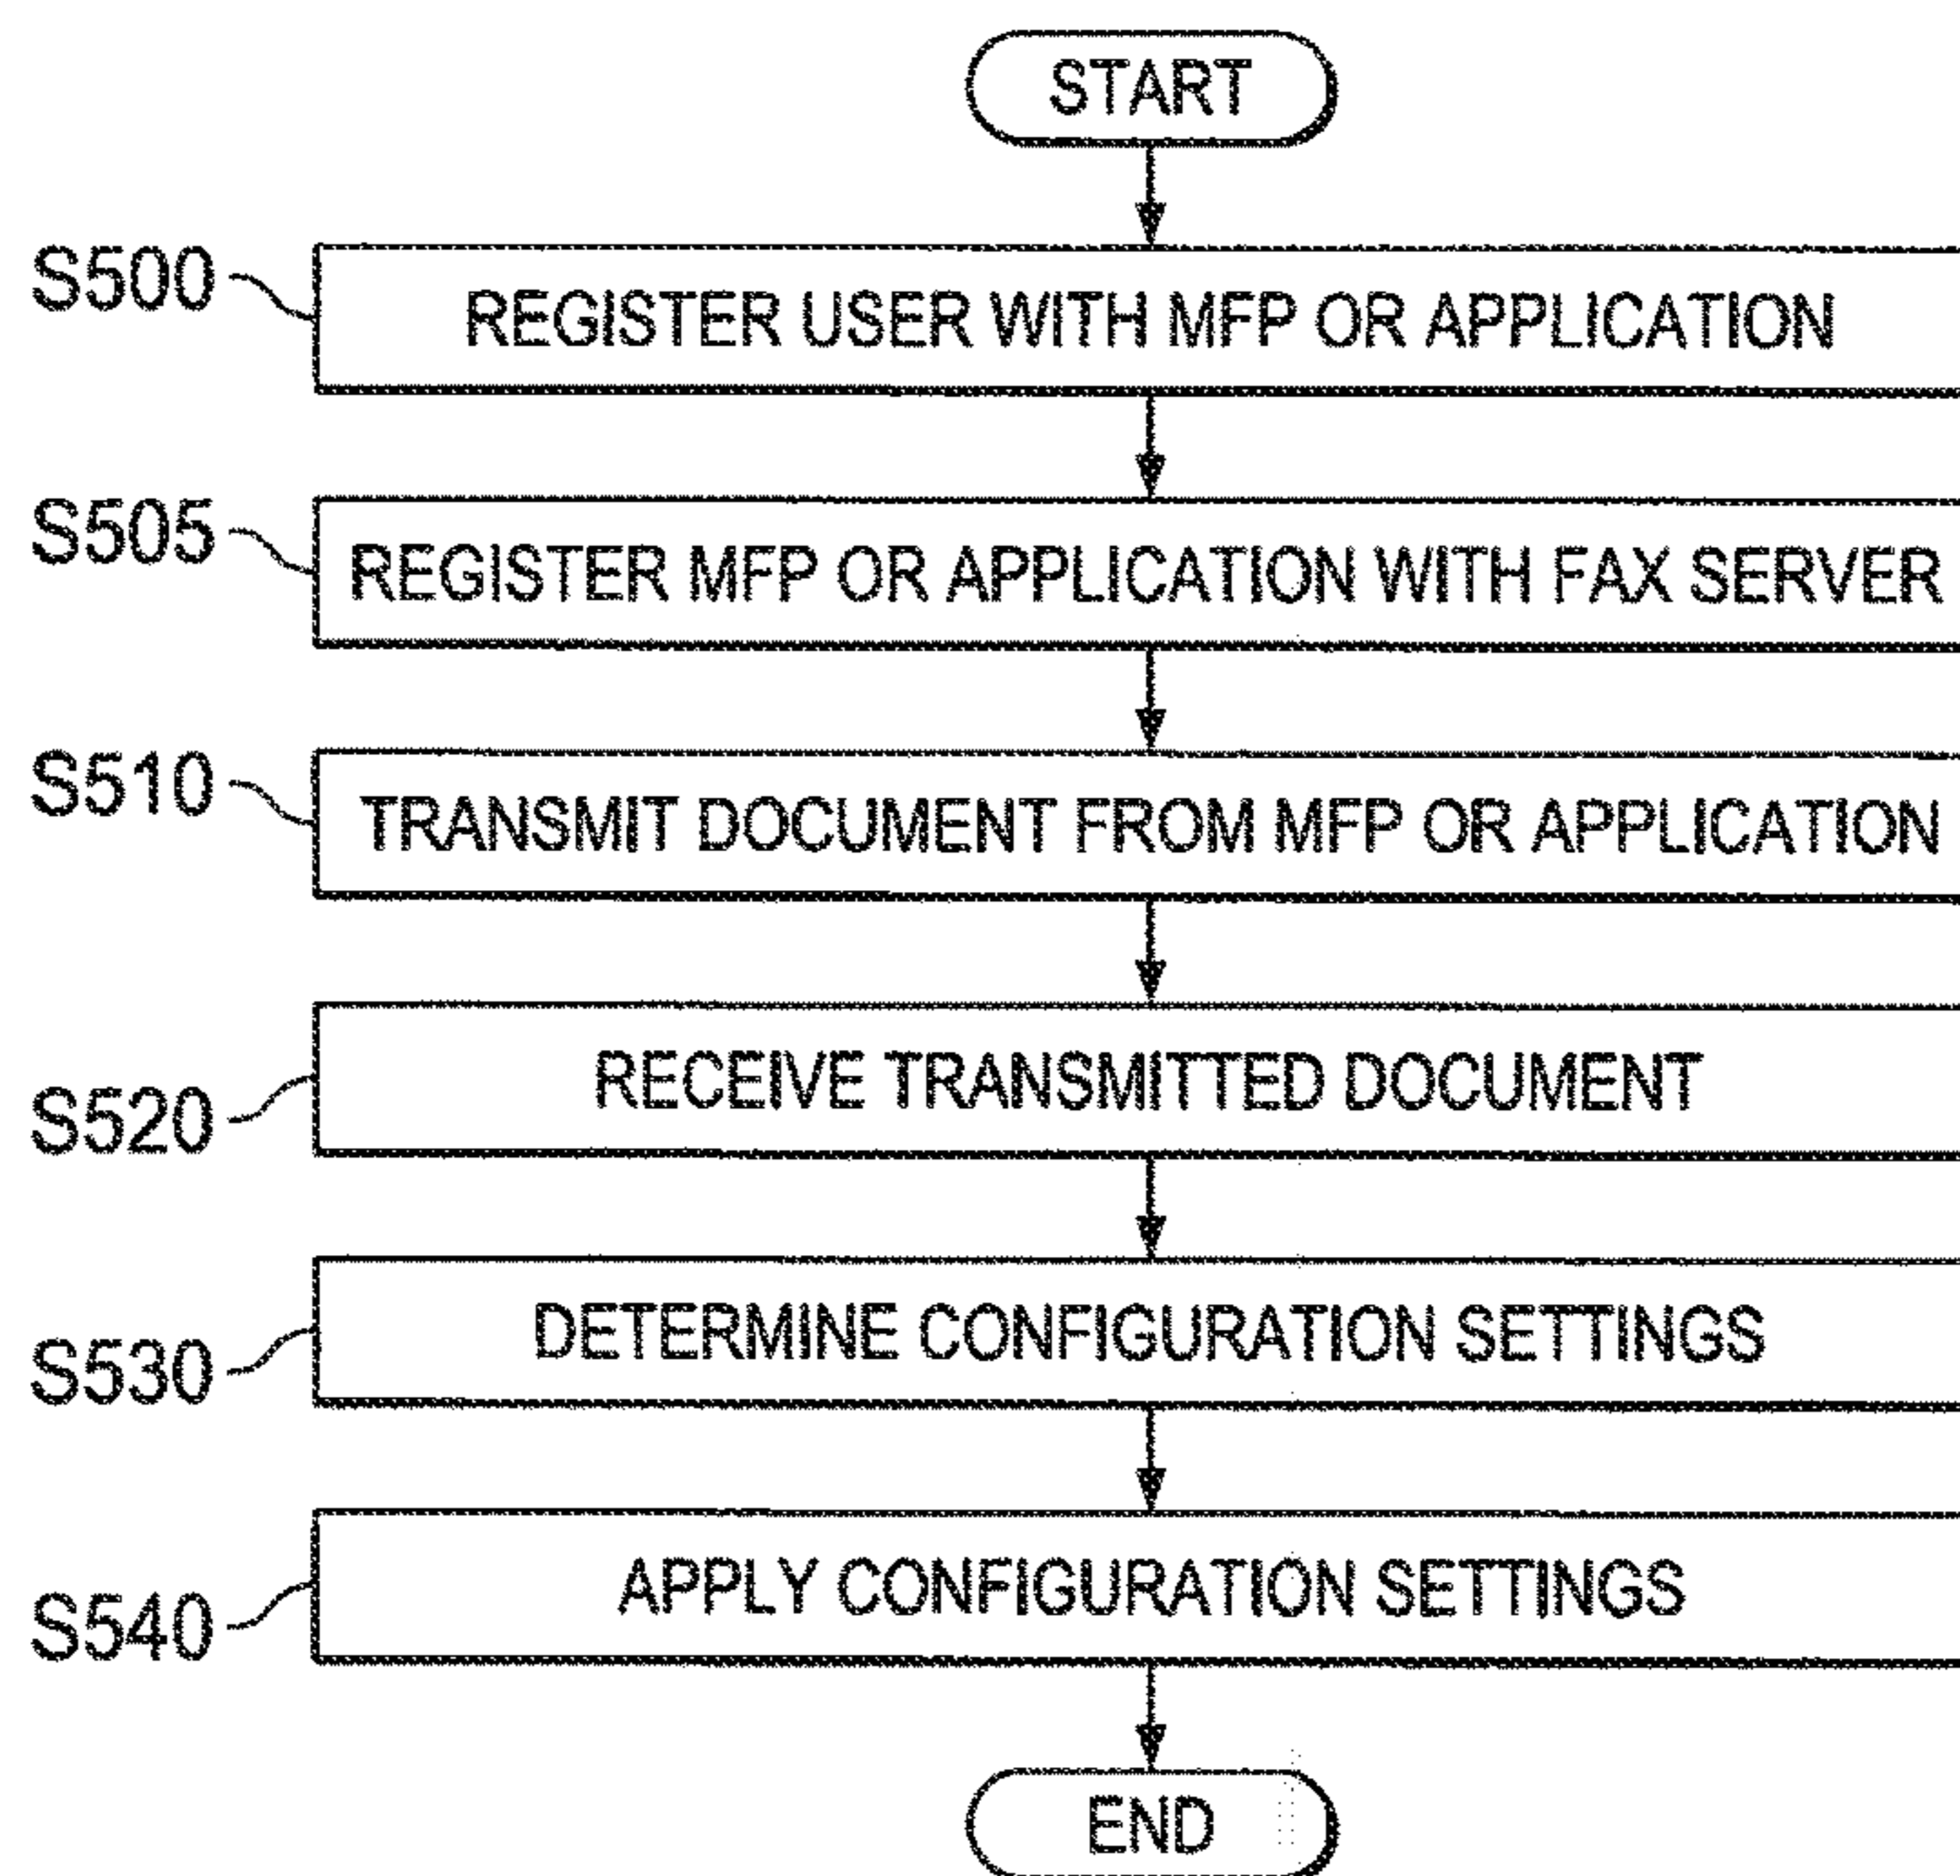 START
S500
REGISTER USER WITH MFP OR APPLICATION
S505
REGISTER MFP OR APPLICATION WITH FAX SERVER
S510
TRANSMIT DOCUMENT FROM MFP OR APPLICATION
S520
RECEIVE TRANSMITTED DOCUMENT
S530
DETERMINE CONFIGURATION SETTINGS
S540
APPLY CONFIGURATION SETTINGS
END